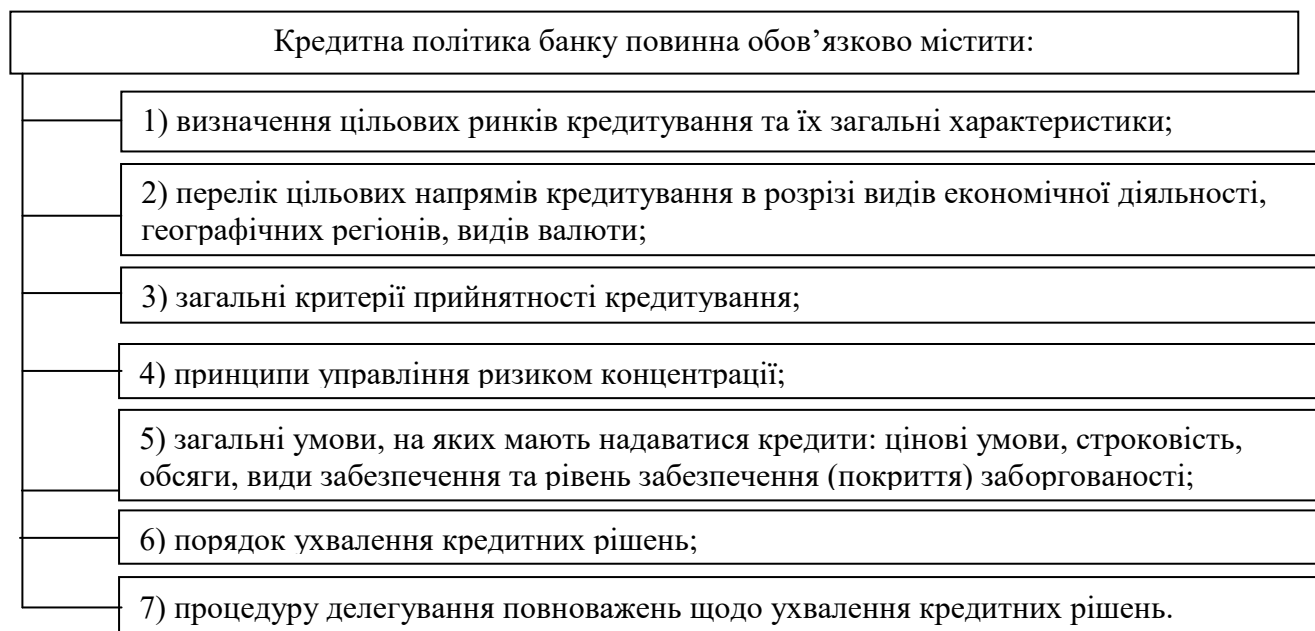 Кредитна політика банку повинна обов’язково містити:
1) визначення цільових ринків кредитування та їх загальні характеристики;
2) перелік цільових напрямів кредитування в розрізі видів економічної діяльності,
географічних регіонів, видів валюти;
3) загальні критерії прийнятності кредитування;
4) принципи управління ризиком концентрації;
5) загальні умови, на яких мають надаватися кредити: цінові умови, строковість,
обсяги, види забезпечення та рівень забезпечення (покриття) заборгованості;
6) порядок ухвалення кредитних рішень;
7) процедуру делегування повноважень щодо ухвалення кредитних рішень.